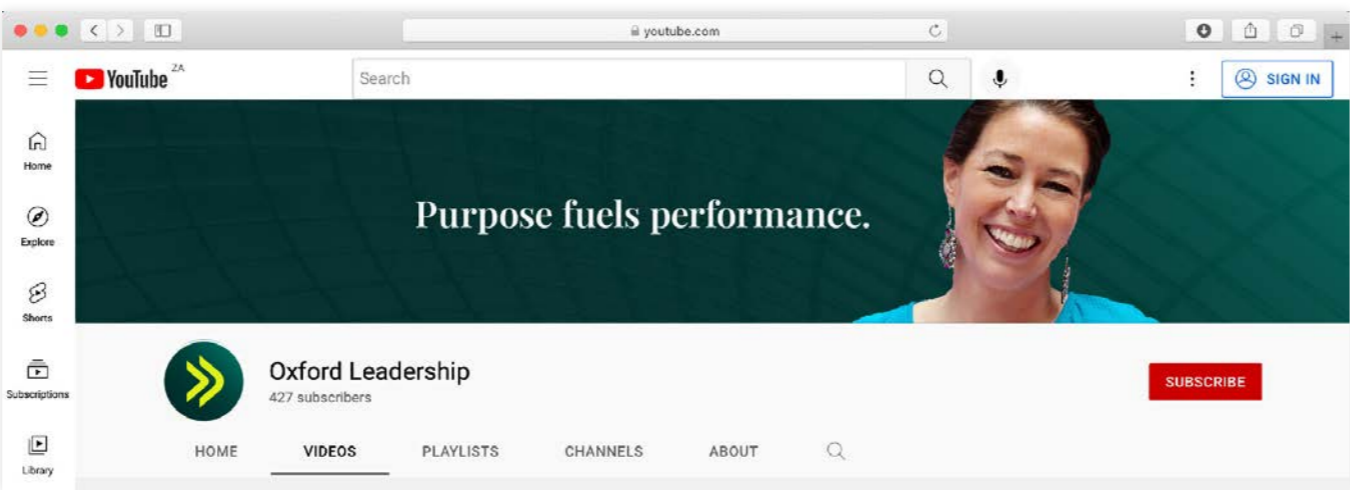 youtube.com
YouTube ZA
Search
SIGN IN
Home
Explore
Shorts
Subscriptions
Library
Purpose fuels performance.
Oxford Leadership
427 subscribers
SUBSCRIBE
HOME VIDEOS PLAYLISTS CHANNELS ABOUT